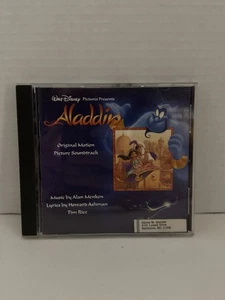 Walt Disney Pictures Presents
Aladdin
Original Motion
Picture Soundtrack
Music by Alan Menken
Lyrics by Howard Ashman
Tim Rice